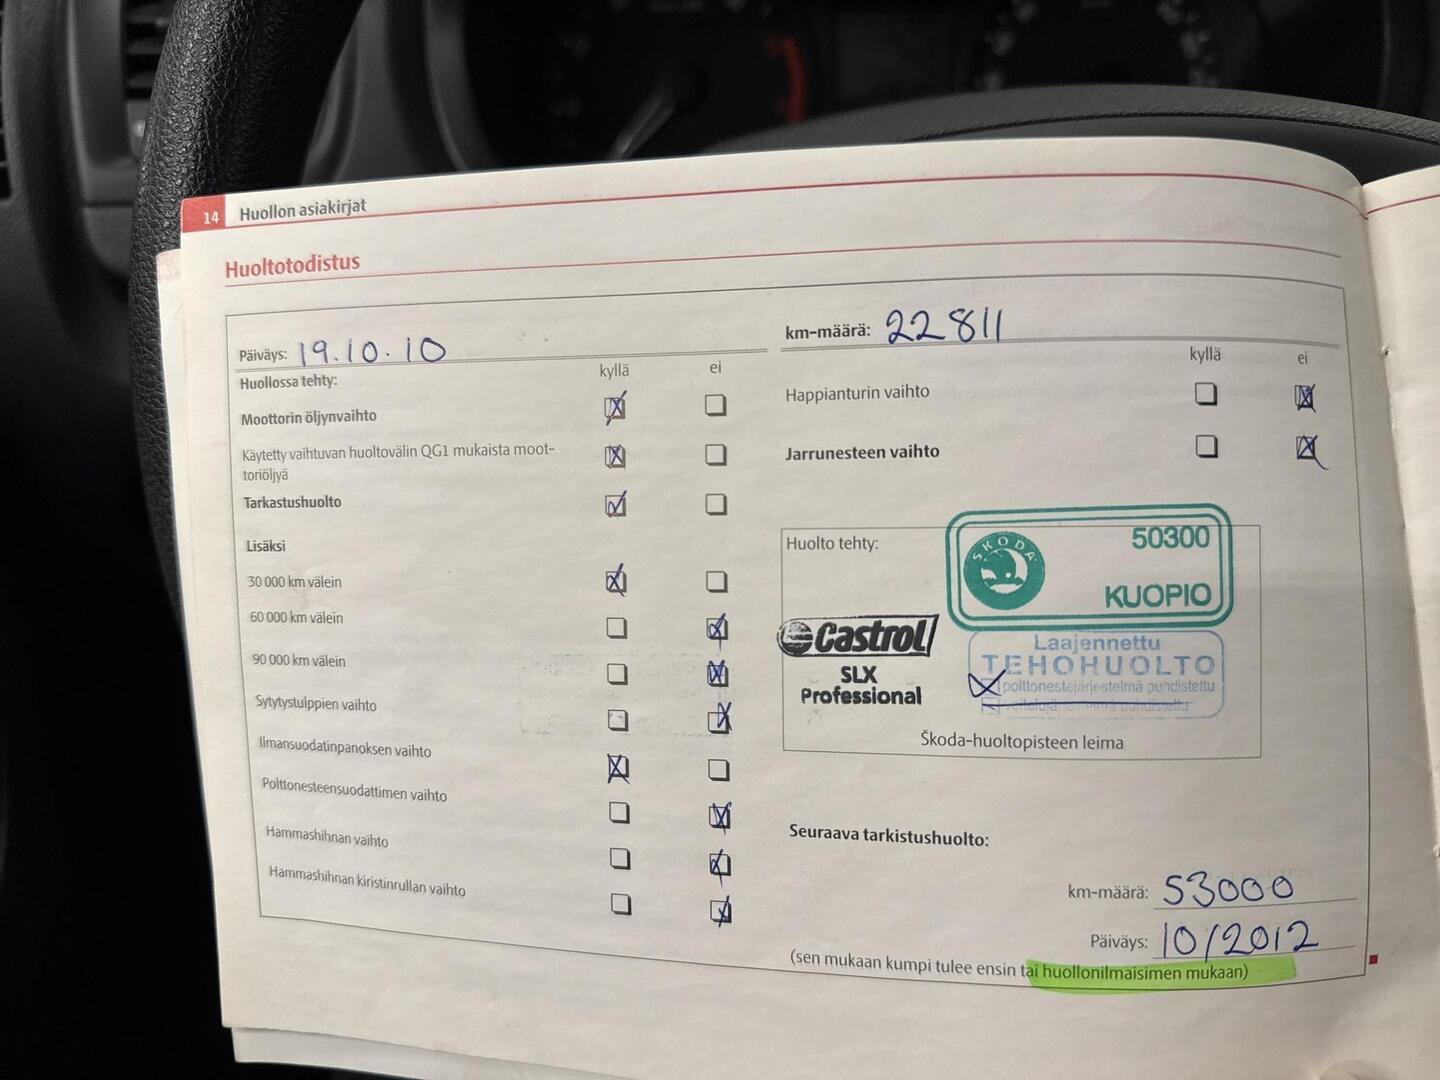 14 Huollon asiakirjat
Huoltotodistus
Päiväys: 19.10.10
Huollossa tehty:
kyllä ei
Moottorin öljynvaihto
Käytetty vaihtuvan huoltovälin QG1 mukaista moot-
toriöljyä
Tarkastushuolto
Lisäksi
30 000 km välein
60 000 km välein
90 000 km välein
Sytytystulppien vaihto
Ilmansuodatinpanoksen vaihto
Polttonesteensuodattimen vaihto
Hammashihnan vaihto
Hammashihnan kiristinrullan vaihto
km-määrä: 22811
kyllä ei
Happianturin vaihto
Jarrunesteen vaihto
Huolto tehty:
SKODA
50300
KUOPIO
Castrol
SLX
Professional
Laajennettu
TEHOHUOLTO
polttonestejärjestelmä puhdistettu
Škoda-huoltopisteen leima
Seuraava tarkistushuolto:
km-määrä: 53000
Päiväys: 10/2012
(sen mukaan kumpi tulee ensin tai huollonilmaisimen mukaan)